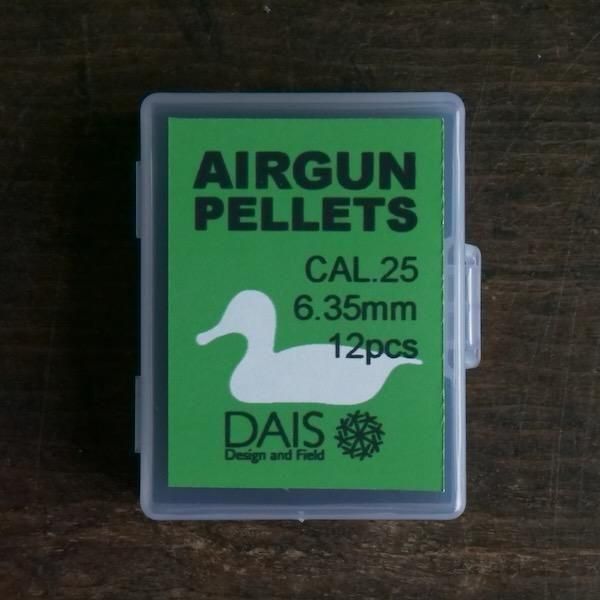 AIRGUN
PELLETS
CAL.25
6.35mm
12pcs
DAIS
Design and Field